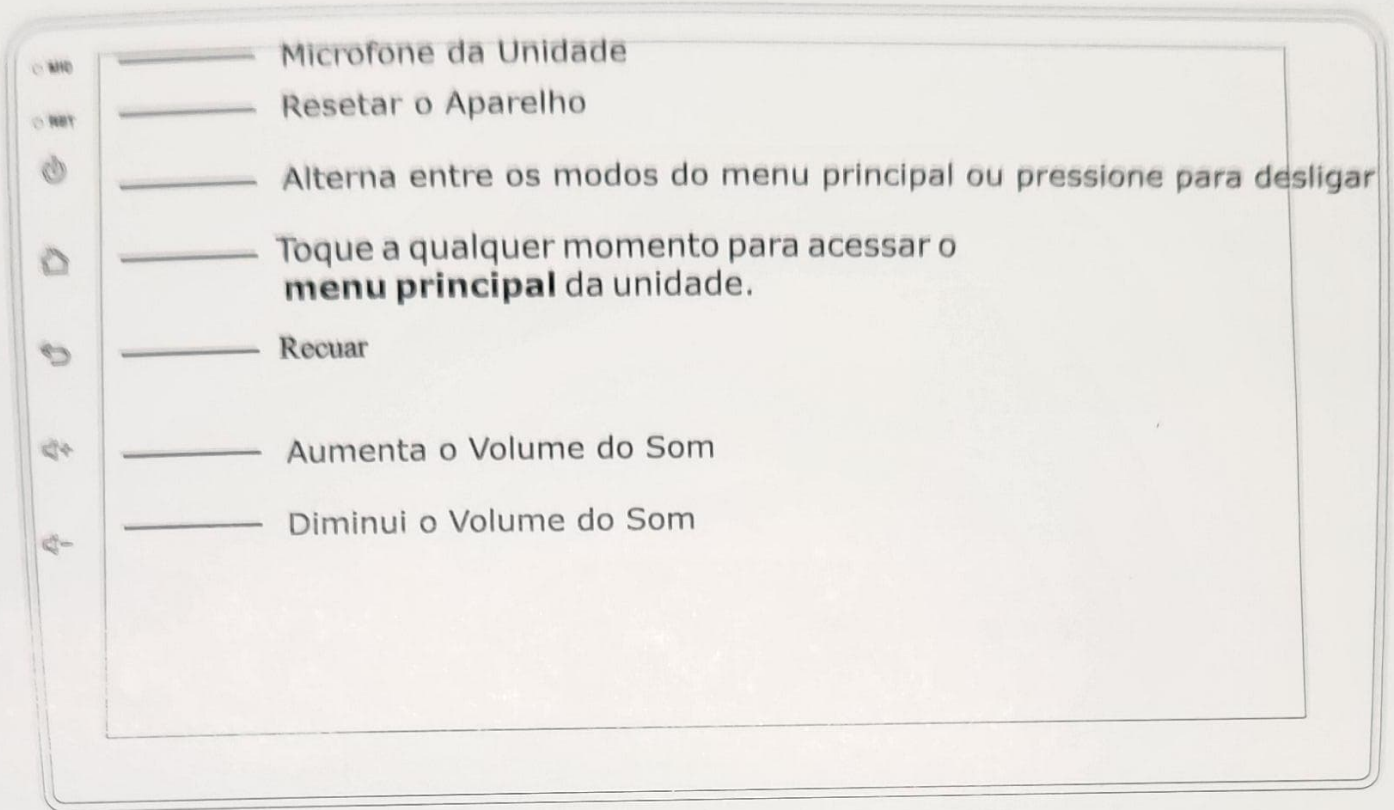 Microfone da Unidade
Resetar o Aparelho
Alterna entre os modos do menu principal ou pressione para desligar
Toque a qualquer momento para acessar o
menu principal da unidade.
Recuar
Aumenta o Volume do Som
Diminui o Volume do Som